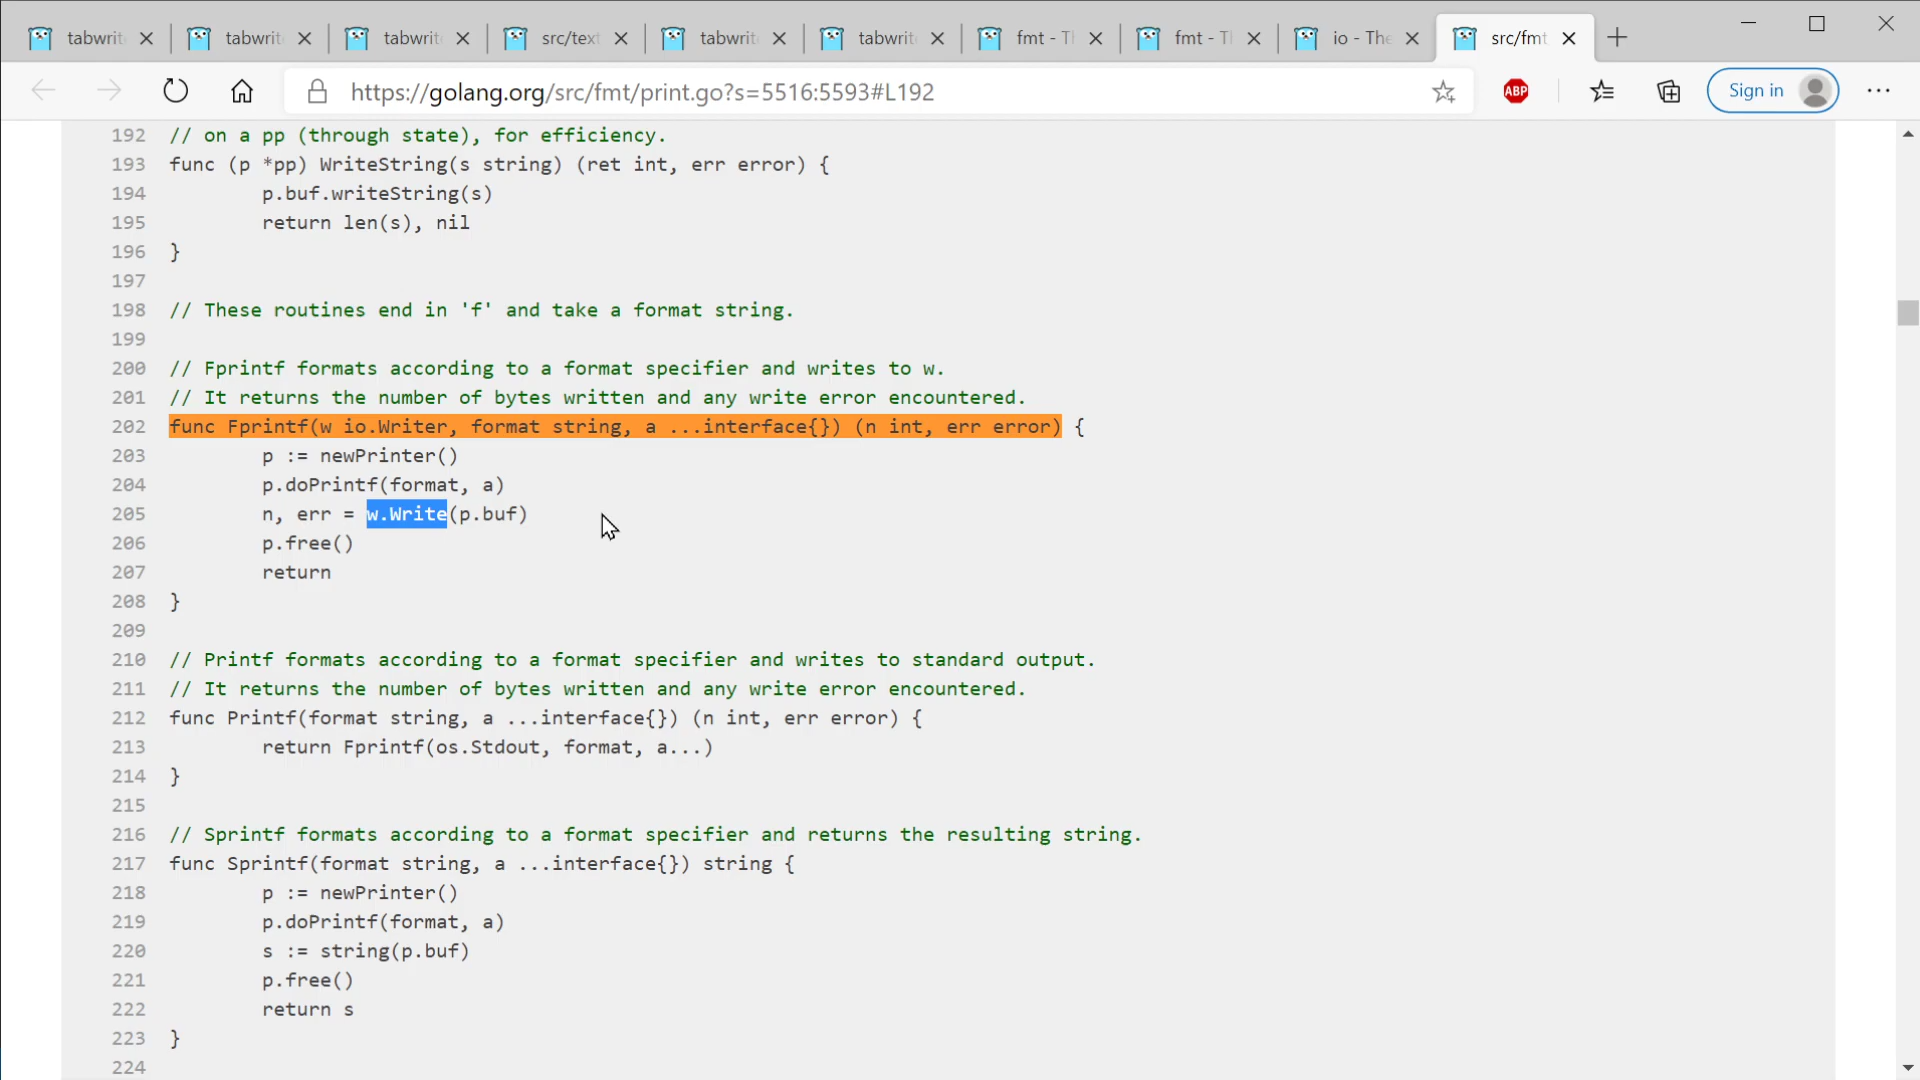 tabwrit tabwrit tabwrit src/text tabwrit tabwrit fmt - Tl fmt - Tl io - The src/fmt
https://golang.org/src/fmt/print.go?s=5516:5593#L192 ABP Sign in
192 // on a pp (through state), for efficiency.
193 func (p *pp) WriteString(s string) (ret int, err error) {
194 p.buf.writeString(s)
195 return len(s), nil
196 }
197
198 // These routines end in 'f' and take a format string.
199
200 // Fprintf formats according to a format specifier and writes to w.
201 // It returns the number of bytes written and any write error encountered.
202 func Fprintf(w io.Writer, format string, a ...interface{}) (n int, err error) {
203 p := newPrinter()
204 p.doPrintf(format, a)
205 n, err = w.Write(p.buf)
206 p.free()
207 return
208 }
209
210 // Printf formats according to a format specifier and writes to standard output.
211 // It returns the number of bytes written and any write error encountered.
212 func Printf(format string, a ...interface{}) (n int, err error) {
213 return Fprintf(os.Stdout, format, a...)
214 }
215
216 // Sprintf formats according to a format specifier and returns the resulting string.
217 func Sprintf(format string, a ...interface{}) string {
218 p := newPrinter()
219 p.doPrintf(format, a)
220 s := string(p.buf)
221 p.free()
222 return s
223 }
224